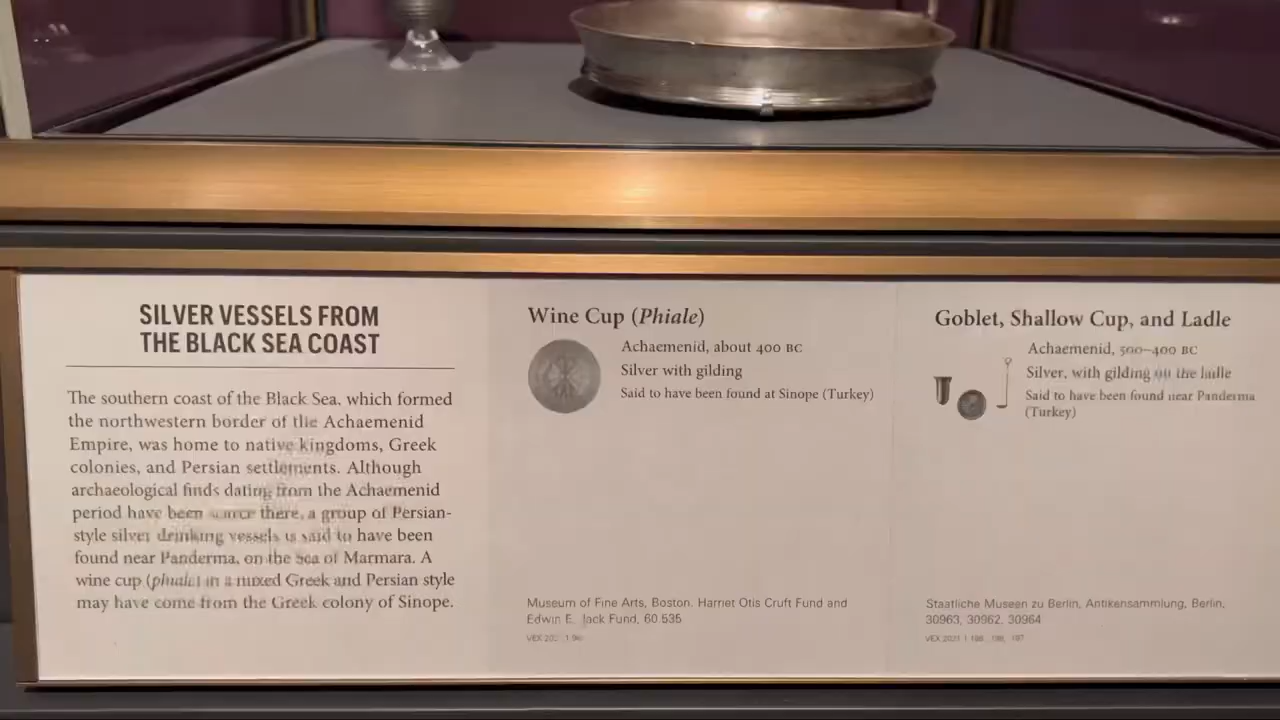 SILVER VESSELS FROM
THE BLACK SEA COAST
The southern coast of the Black Sea, which formed
the northwestern border of the Achaemenid
Empire, was home to native kingdoms, Greek
colonies, and Persian settlements. Although
archaeological finds dating from the Achaemenid
period have been scarce there, a group of Persian-
style silver drinking vessels is said to have been
found near Panderma, on the Sea of Marmara. A
wine cup (phiale) in a mixed Greek and Persian style
may have come from the Greek colony of Sinope.
Wine Cup (Phiale)
Achaemenid, about 400 BC
Silver with gilding
Said to have been found at Sinope (Turkey)
Museum of Fine Arts, Boston. Harriet Otis Cruft Fund and
Edwin E. Jack Fund, 60.535
Goblet, Shallow Cup, and Ladle
Achaemenid, 500–400 BC
Silver, with gilding on the ladle
Said to have been found near Panderma
(Turkey)
Staatliche Museen zu Berlin, Antikensammlung, Berlin,
30963, 30962, 30964